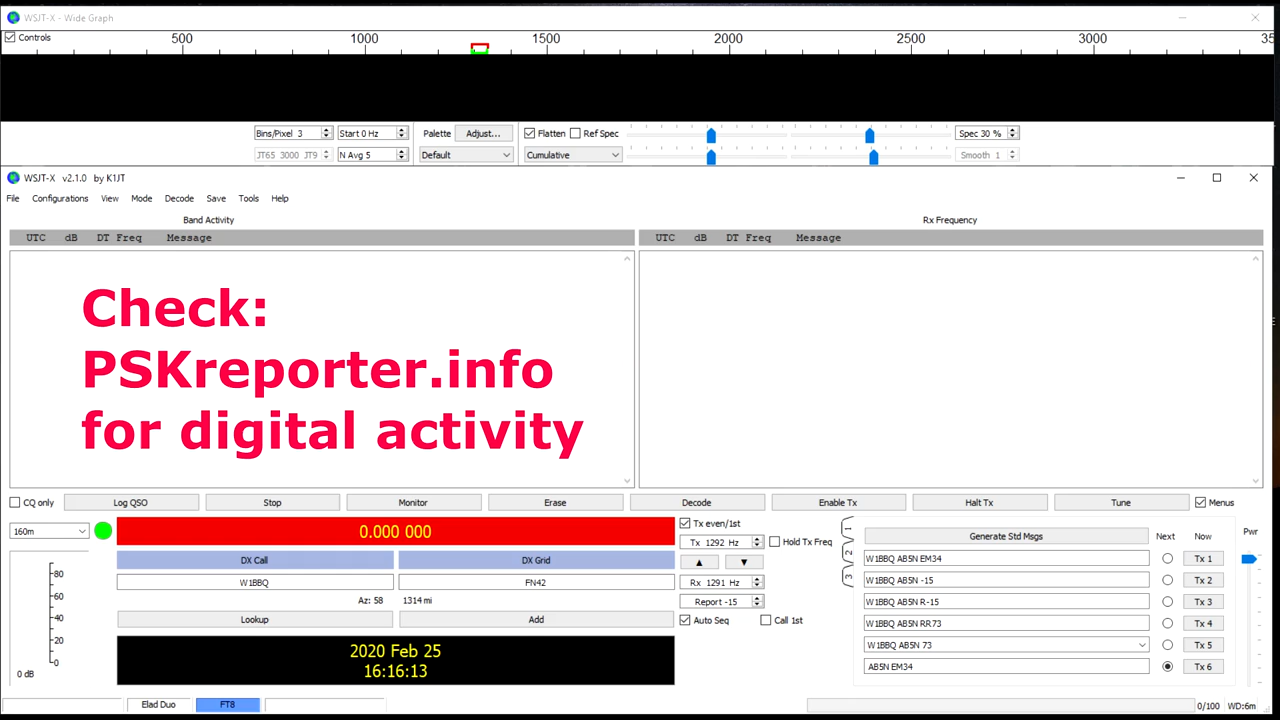 WSJT-X - Wide Graph
Controls
500 1000 1500 2000 2500 3000 35
Bins/Pixel 3 Start 0 Hz Palette Adjust... Flatten Ref Spec Spec 30 %
JT65 3000 JT9 N Avg 5 Default Cumulative Smooth 1
WSJT-X v2.1.0 by K1JT
File Configurations View Mode Decode Save Tools Help
Band Activity Rx Frequency
UTC dB DT Freq Message UTC dB DT Freq Message
Check:
PSKreporter.info
for digital activity
CQ only Log QSO Stop Monitor Erase Decode Enable Tx Halt Tx Tune Menus
160m 0.000 000 Tx even/1st
Tx 1292 Hz Hold Tx Freq
DX Call DX Grid ▲ ▼
W1BBQ FN42 Rx 1291 Hz
Az: 58 1314 mi Report -15
Lookup Add Auto Seq Call 1st
2020 Feb 25
16:16:13
80
60
40
20
0
0 dB
1
2
3
Generate Std Msgs Next Now Pwr
W1BBQ AB5N EM34 Tx 1
W1BBQ AB5N -15 Tx 2
W1BBQ AB5N R-15 Tx 3
W1BBQ AB5N RR73 Tx 4
W1BBQ AB5N 73 Tx 5
AB5N EM34 Tx 6
Elad Duo FT8 0/100 WD:6m